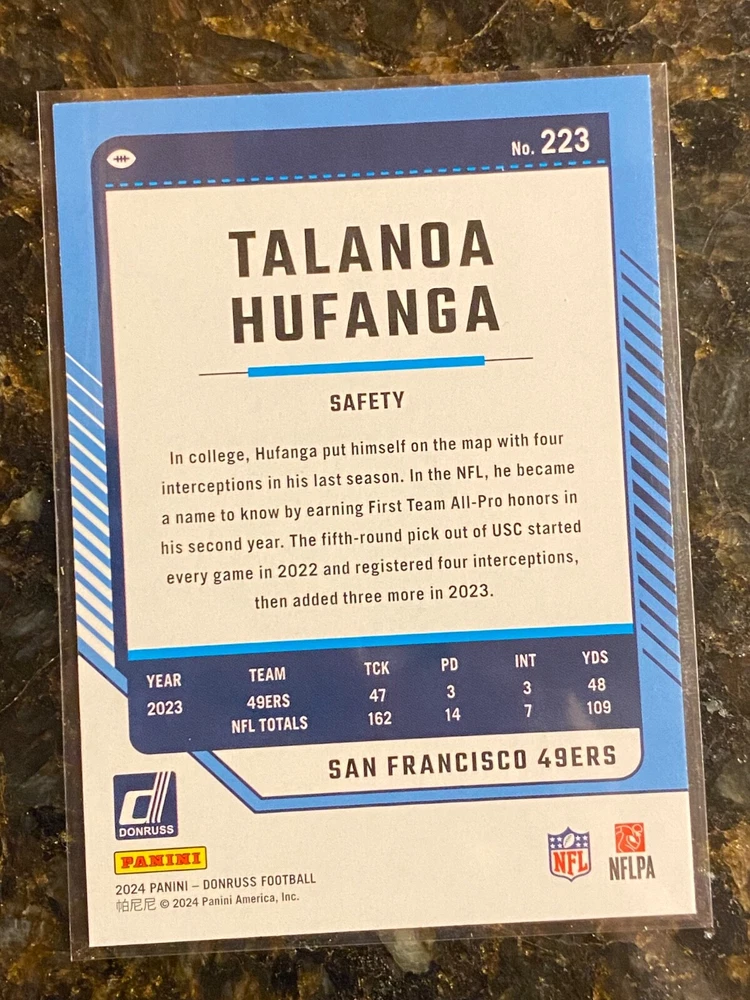 No. 223
TALANOA
HUFANGA
SAFETY
In college, Hufanga put himself on the map with four
interceptions in his last season. In the NFL, he became
a name to know by earning First Team All-Pro honors in
his second year. The fifth-round pick out of USC started
every game in 2022 and registered four interceptions,
then added three more in 2023.
YEAR TEAM TCK PD INT YDS
2023 49ERS 47 3 3 48
NFL TOTALS 162 14 7 109
SAN FRANCISCO 49ERS
d
DONRUSS
PANINI
NFL
NFLPA
2024 PANINI – DONRUSS FOOTBALL
帕尼尼 © 2024 Panini America, Inc.